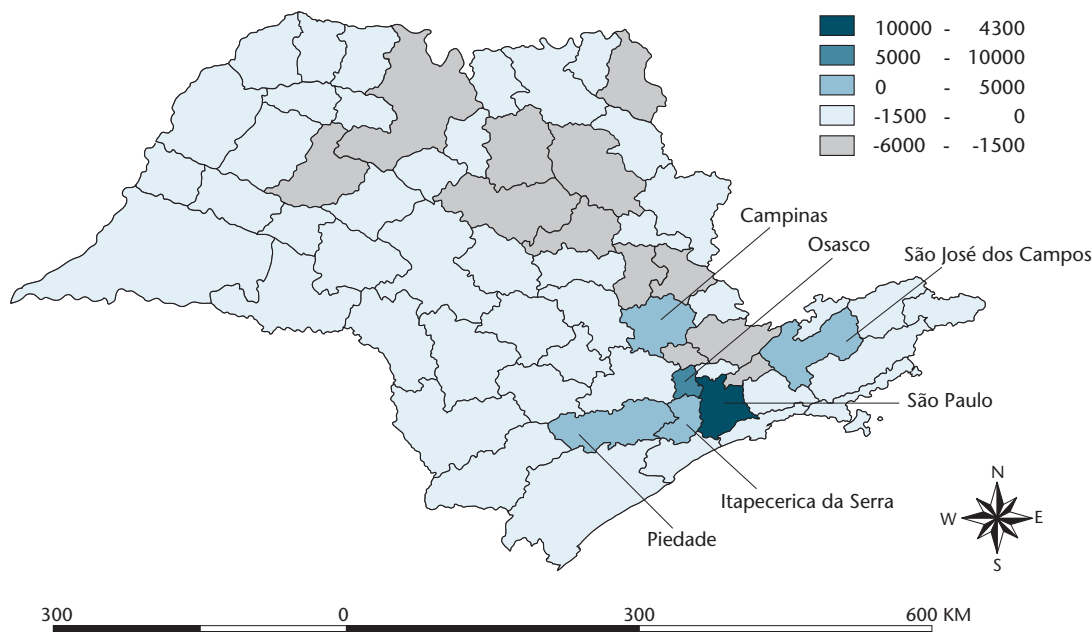 10000 - 4300
5000 - 10000
0 - 5000
-1500 - 0
-6000 - -1500
Campinas
Osasco
São José dos Campos
São Paulo
Itapecerica da Serra
Piedade
N
W E
S
300 0 300 600 KM